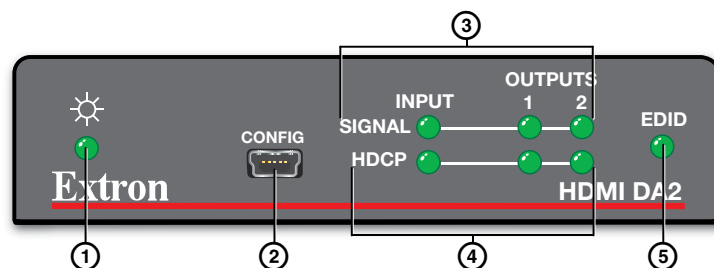 ③
OUTPUTS
INPUT 1 2
SIGNAL
EDID
CONFIG
HDCP
Extron
HDMI DA2
① ② ④ ⑤